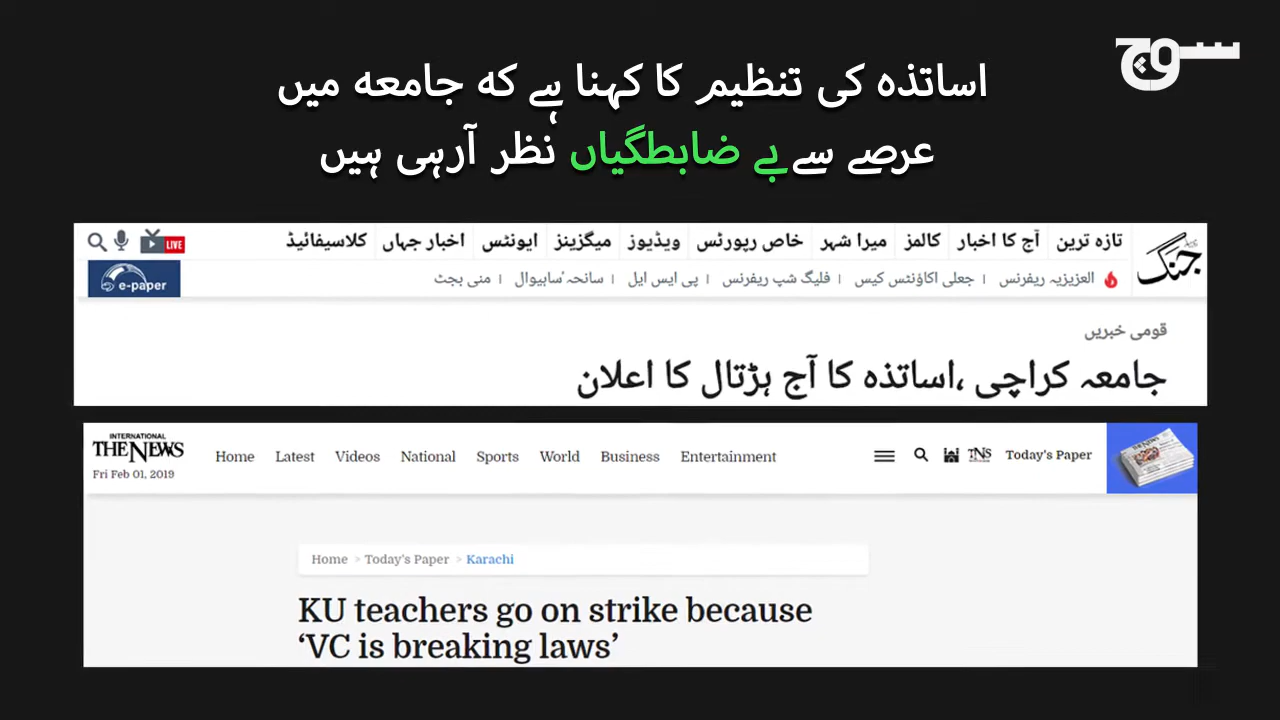 سوچ
اساتذہ کی تنظیم کا کہنا ہے کہ جامعہ میں
عرصے سے بے ضابطگیاں نظر آرہی ہیں
جنگ
تازہ ترین آج کا اخبار کالمز میرا شہر خاص رپورٹس ویڈیوز میگزینز ایونٹس اخبار جہاں کلاسیفائیڈ
LIVE
العزیزیہ ریفرنس | جعلی اکاؤنٹس کیس | فلیگ شپ ریفرنس | پی ایس ایل | سانحہ ساہیوال | منی بجٹ
e-paper
قومی خبریں
جامعہ کراچی ،اساتذہ کا آج ہڑتال کا اعلان
INTERNATIONAL
THE NEWS
Fri Feb 01, 2019
Home Latest Videos National Sports World Business Entertainment
TNS Today's Paper
Home > Today's Paper > Karachi
KU teachers go on strike because
‘VC is breaking laws’